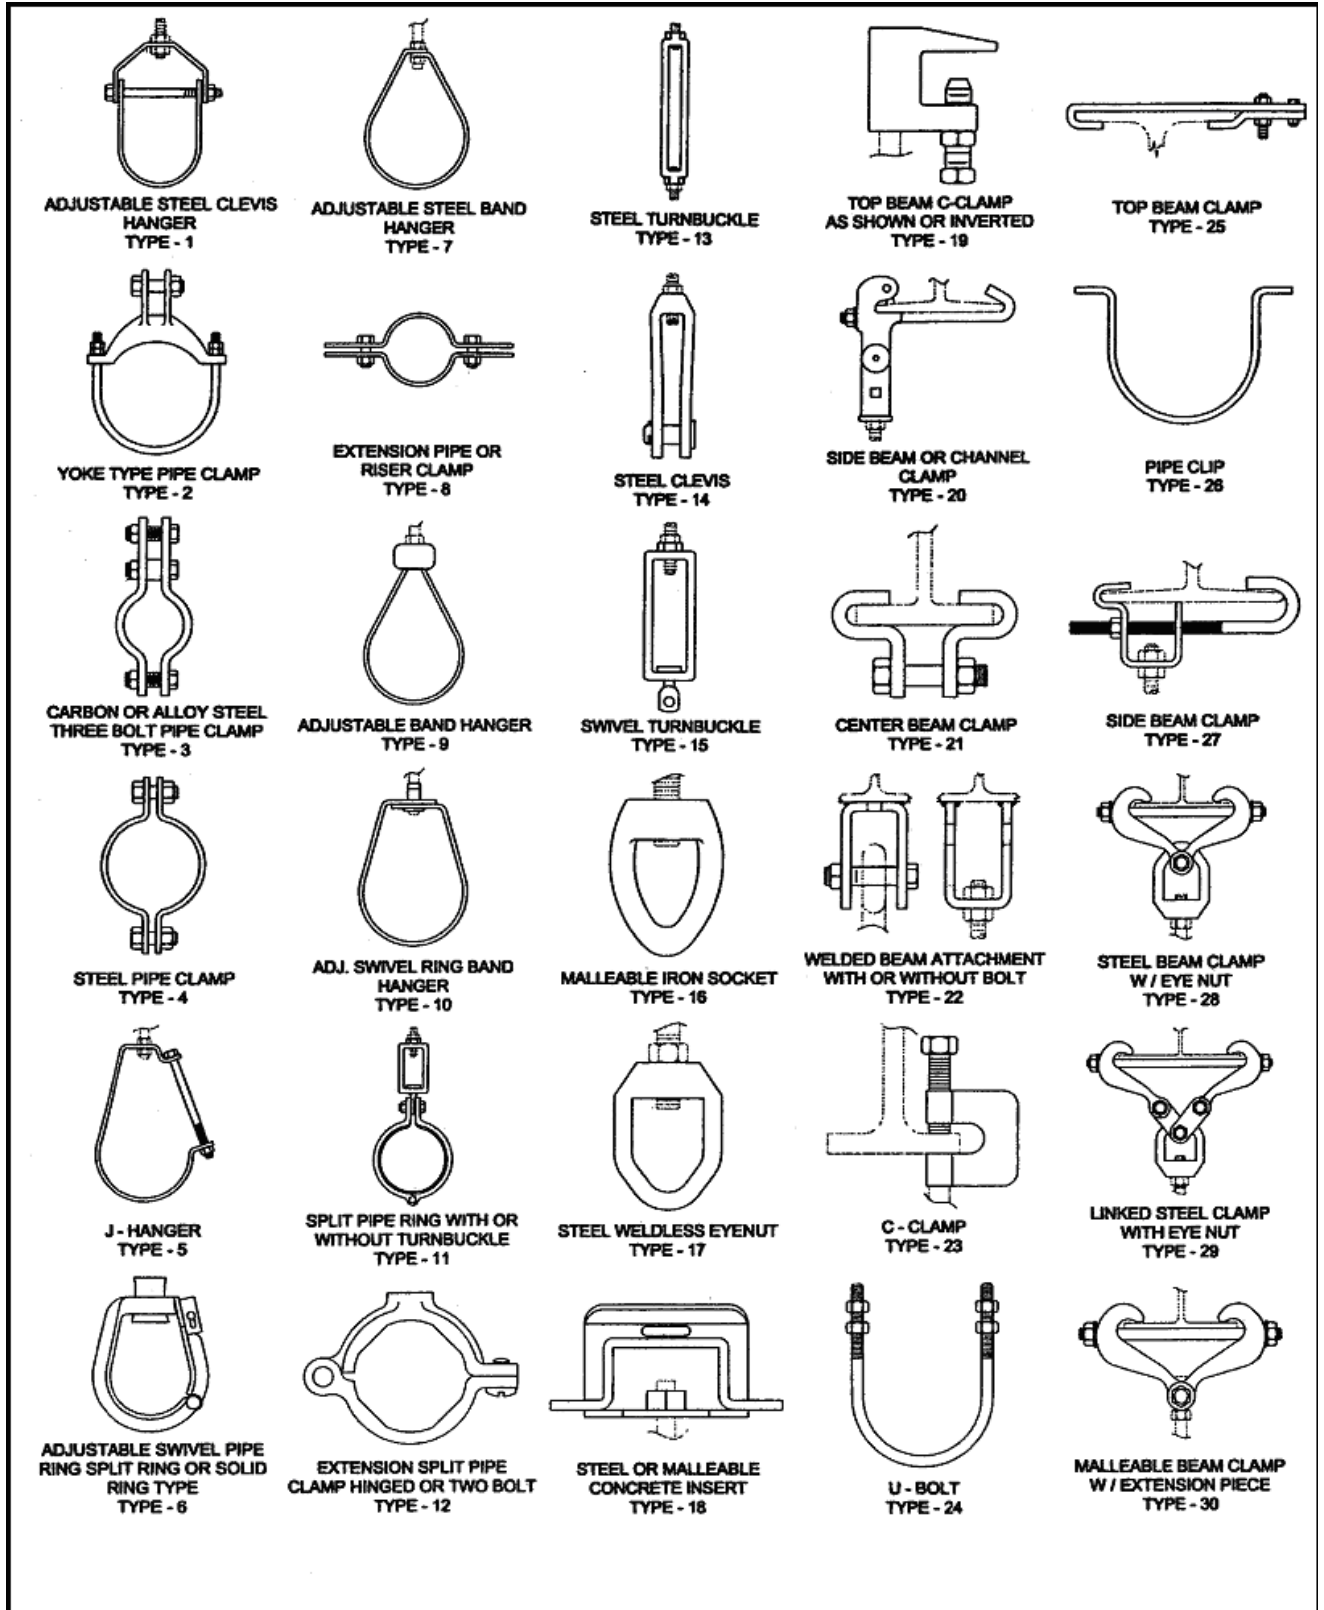 ADJUSTABLE STEEL CLEVIS
HANGER
TYPE - 1
ADJUSTABLE STEEL BAND
HANGER
TYPE - 7
STEEL TURNBUCKLE
TYPE - 13
TOP BEAM C-CLAMP
AS SHOWN OR INVERTED
TYPE - 19
TOP BEAM CLAMP
TYPE - 25
YOKE TYPE PIPE CLAMP
TYPE - 2
EXTENSION PIPE OR
RISER CLAMP
TYPE - 8
STEEL CLEVIS
TYPE - 14
SIDE BEAM OR CHANNEL
CLAMP
TYPE - 20
PIPE CLIP
TYPE - 26
CARBON OR ALLOY STEEL
THREE BOLT PIPE CLAMP
TYPE - 3
ADJUSTABLE BAND HANGER
TYPE - 9
SWIVEL TURNBUCKLE
TYPE - 15
CENTER BEAM CLAMP
TYPE - 21
SIDE BEAM CLAMP
TYPE - 27
STEEL PIPE CLAMP
TYPE - 4
ADJ. SWIVEL RING BAND
HANGER
TYPE - 10
MALLEABLE IRON SOCKET
TYPE - 16
WELDED BEAM ATTACHMENT
WITH OR WITHOUT BOLT
TYPE - 22
STEEL BEAM CLAMP
W / EYE NUT
TYPE - 28
J - HANGER
TYPE - 5
SPLIT PIPE RING WITH OR
WITHOUT TURNBUCKLE
TYPE - 11
STEEL WELDLESS EYENUT
TYPE - 17
C - CLAMP
TYPE - 23
LINKED STEEL CLAMP
WITH EYE NUT
TYPE - 29
ADJUSTABLE SWIVEL PIPE
RING SPLIT RING OR SOLID
RING TYPE
TYPE - 6
EXTENSION SPLIT PIPE
CLAMP HINGED OR TWO BOLT
TYPE - 12
STEEL OR MALLEABLE
CONCRETE INSERT
TYPE - 18
U - BOLT
TYPE - 24
MALLEABLE BEAM CLAMP
W / EXTENSION PIECE
TYPE - 30